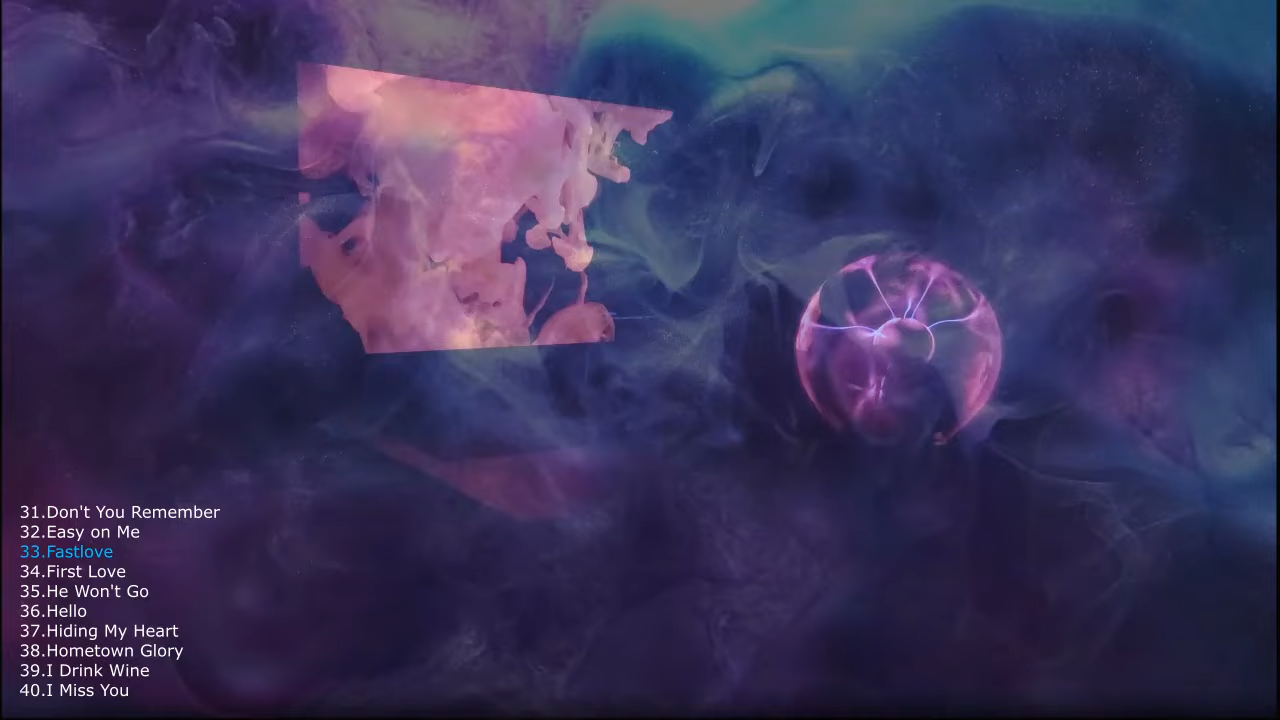 31.Don't You Remember
32.Easy on Me
33.Fastlove
34.First Love
35.He Won't Go
36.Hello
37.Hiding My Heart
38.Hometown Glory
39.I Drink Wine
40.I Miss You